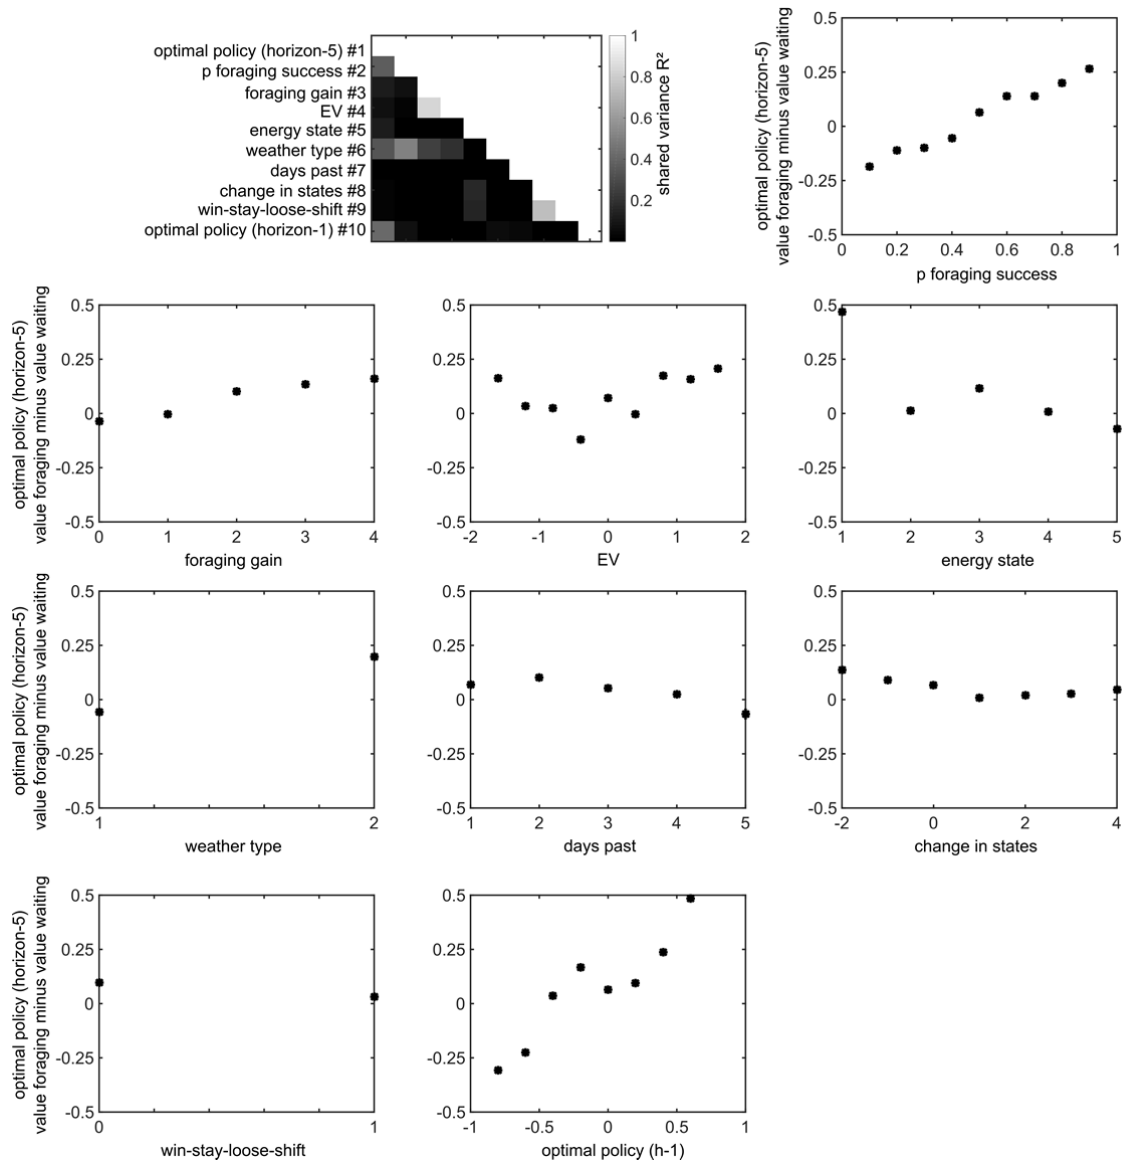 optimal policy (horizon-5) #1
p foraging success #2
foraging gain #3
EV #4
energy state #5
weather type #6
days past #7
change in states #8
win-stay-loose-shift #9
optimal policy (horizon-1) #10
1
0.8
0.6
0.4
0.2
shared variance R²
optimal policy (horizon-5)
value foraging minus value waiting
0.5
0.25
0
-0.25
-0.5
0 0.2 0.4 0.6 0.8 1
p foraging success
optimal policy (horizon-5)
value foraging minus value waiting
0.5
0.25
0
-0.25
-0.5
0 1 2 3 4
foraging gain
0.5
0.25
0
-0.25
-0.5
-2 -1 0 1 2
EV
0.5
0.25
0
-0.25
-0.5
1 2 3 4 5
energy state
optimal policy (horizon-5)
value foraging minus value waiting
0.5
0.25
0
-0.25
-0.5
1 2
weather type
0.5
0.25
0
-0.25
-0.5
1 2 3 4 5
days past
0.5
0.25
0
-0.25
-0.5
-2 0 2 4
change in states
optimal policy (horizon-5)
value foraging minus value waiting
0.5
0.25
0
-0.25
-0.5
0 1
win-stay-loose-shift
0.5
0.25
0
-0.25
-0.5
-1 -0.5 0 0.5 1
optimal policy (h-1)